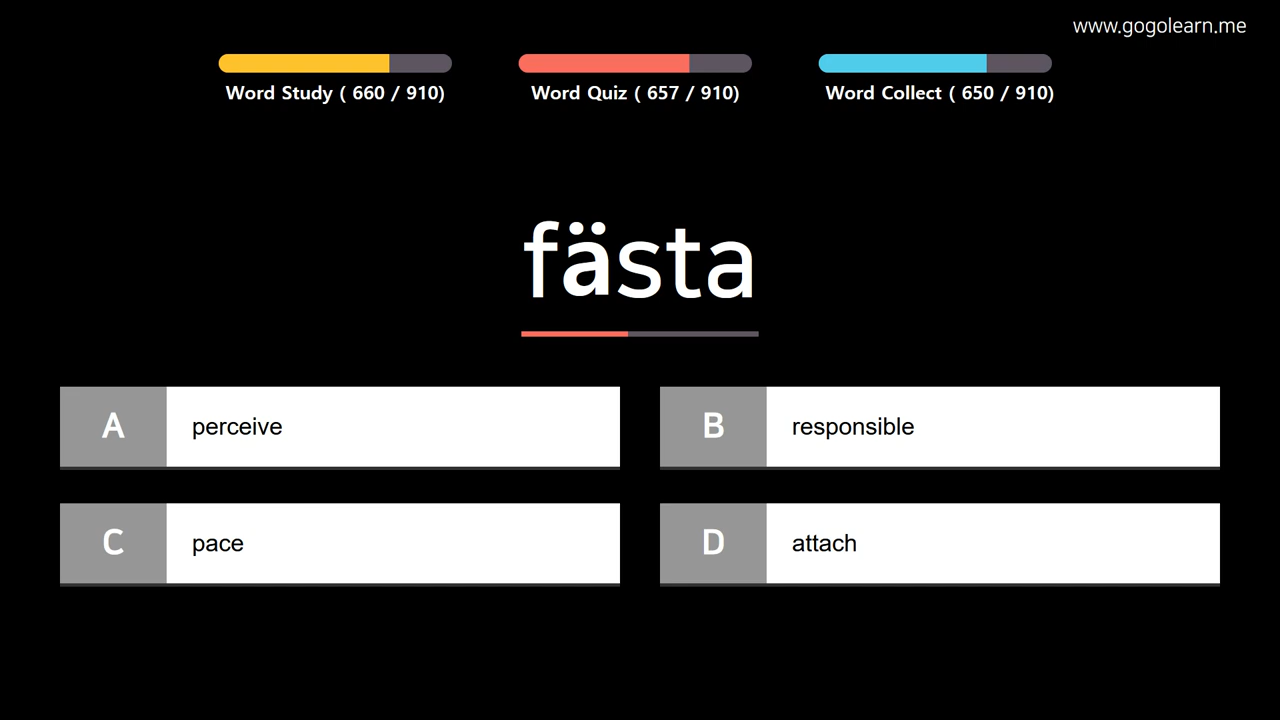 www.gogolearn.me
Word Study ( 660 / 910)
Word Quiz ( 657 / 910)
Word Collect ( 650 / 910)
fästa
A perceive
B responsible
C pace
D attach